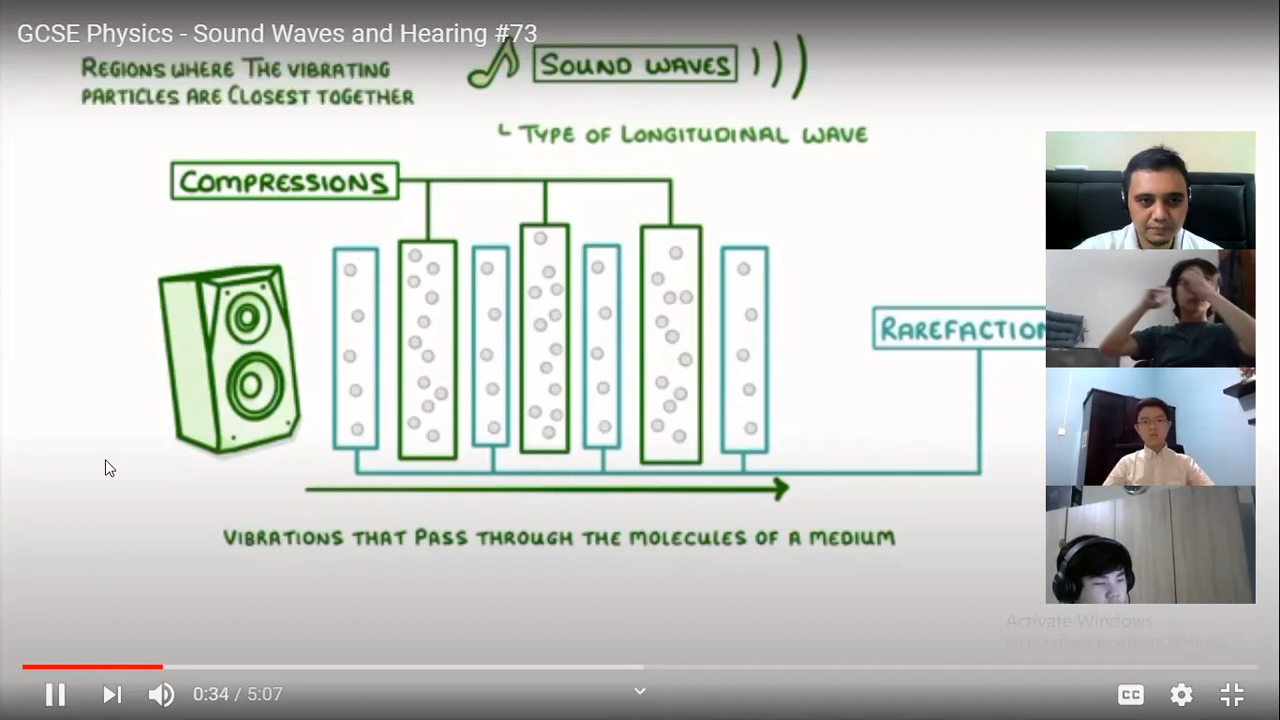 GCSE Physics - Sound Waves and Hearing #73
REGIONS WHERE THE VIBRATING
PARTICLES ARE CLOSEST TOGETHER
SOUND WAVES
TYPE OF LONGITUDINAL WAVE
COMPRESSIONS
RAREFACTION
VIBRATIONS THAT PASS THROUGH THE MOLECULES OF A MEDIUM
Activate Windows
0:34 / 5:07
CC